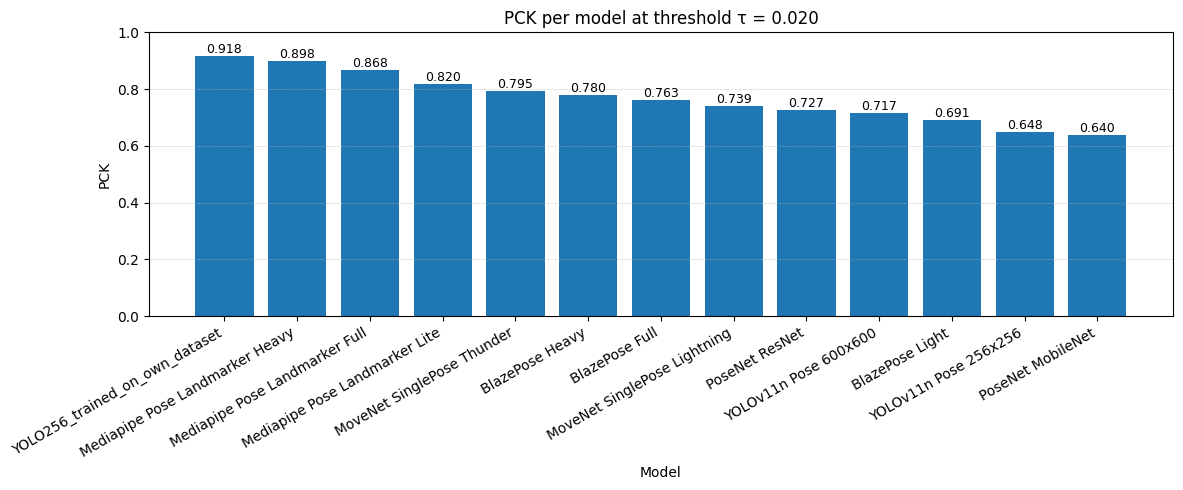 PCK per model at threshold τ = 0.020
PCK
1.0
0.8
0.6
0.4
0.2
0.0
0.918
0.898
0.868
0.820
0.795
0.780
0.763
0.739
0.727
0.717
0.691
0.648
0.640
YOLO256_trained_on_own_dataset
Mediapipe Pose Landmarker Heavy
Mediapipe Pose Landmarker Full
Mediapipe Pose Landmarker Lite
MoveNet SinglePose Thunder
BlazePose Heavy
BlazePose Full
MoveNet SinglePose Lightning
PoseNet ResNet
YOLOv11n Pose 600x600
BlazePose Light
YOLOv11n Pose 256x256
PoseNet MobileNet
Model